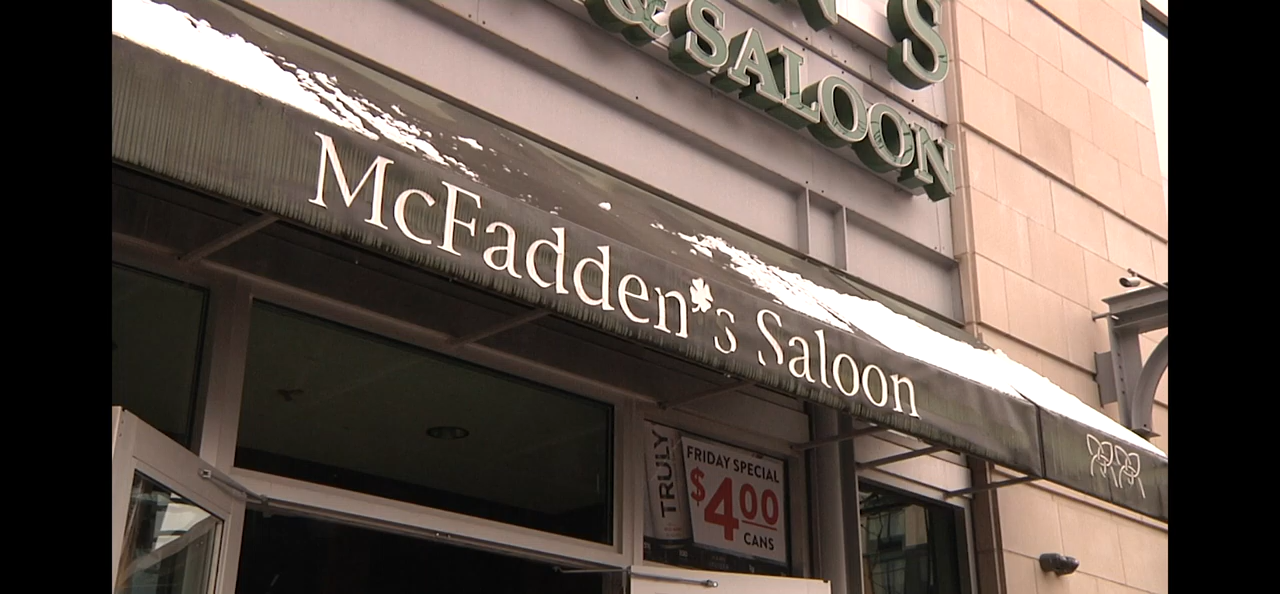 & SALOON
McFadden's Saloon
TRULY
FRIDAY SPECIAL
$4.00
CANS